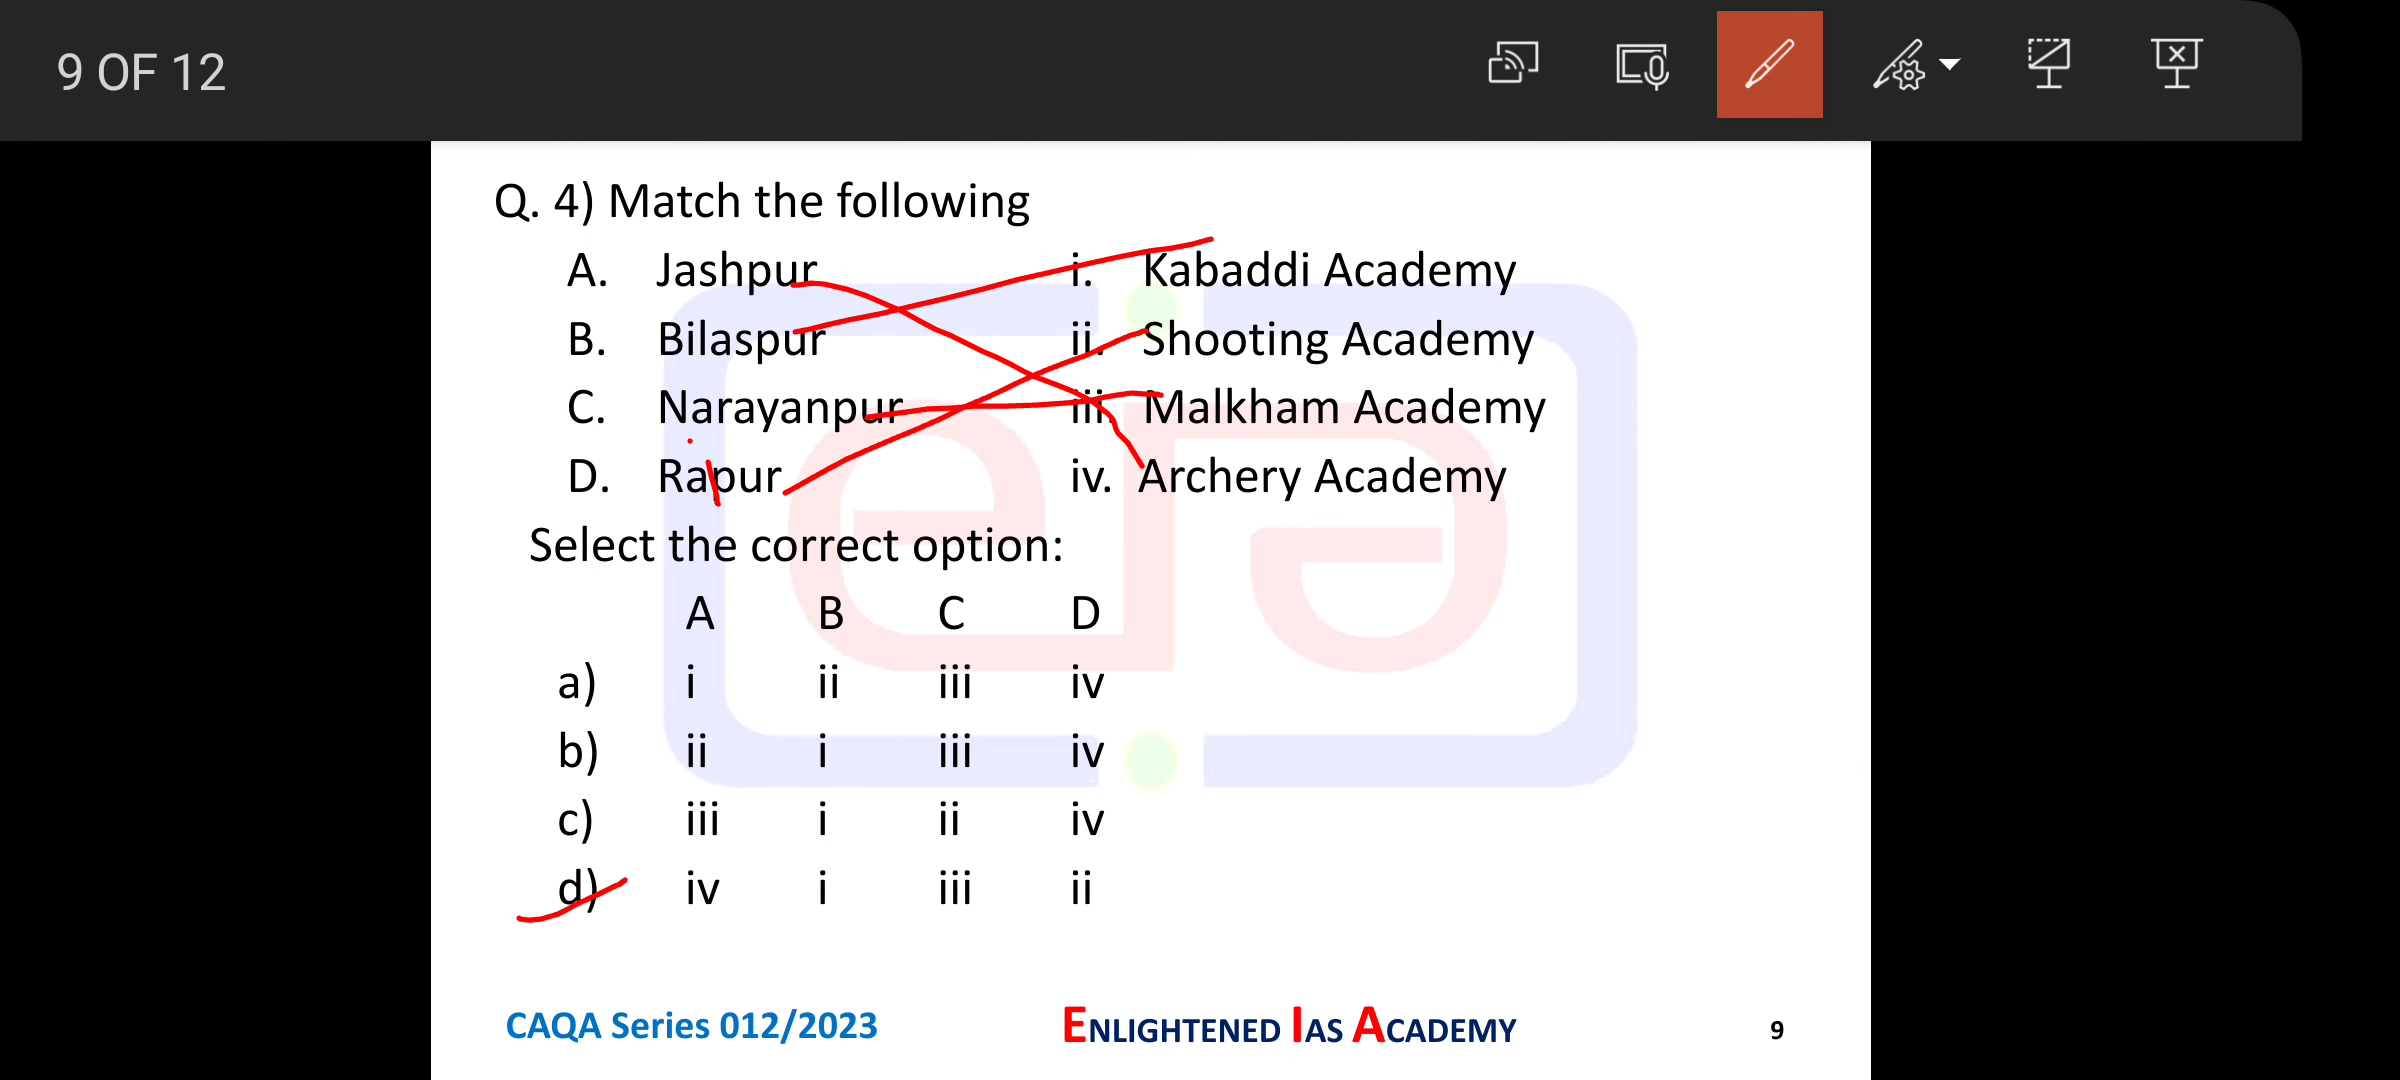 9 OF 12
Q. 4) Match the following
A. Jashpur i. Kabaddi Academy
B. Bilaspur ii. Shooting Academy
C. Narayanpur iii. Malkham Academy
D. Rapur iv. Archery Academy
Select the correct option:
A B C D
a) i ii iii iv
b) ii i iii iv
c) iii i ii iv
d) iv i iii ii
CAQA Series 012/2023 ENLIGHTENED IAS ACADEMY 9